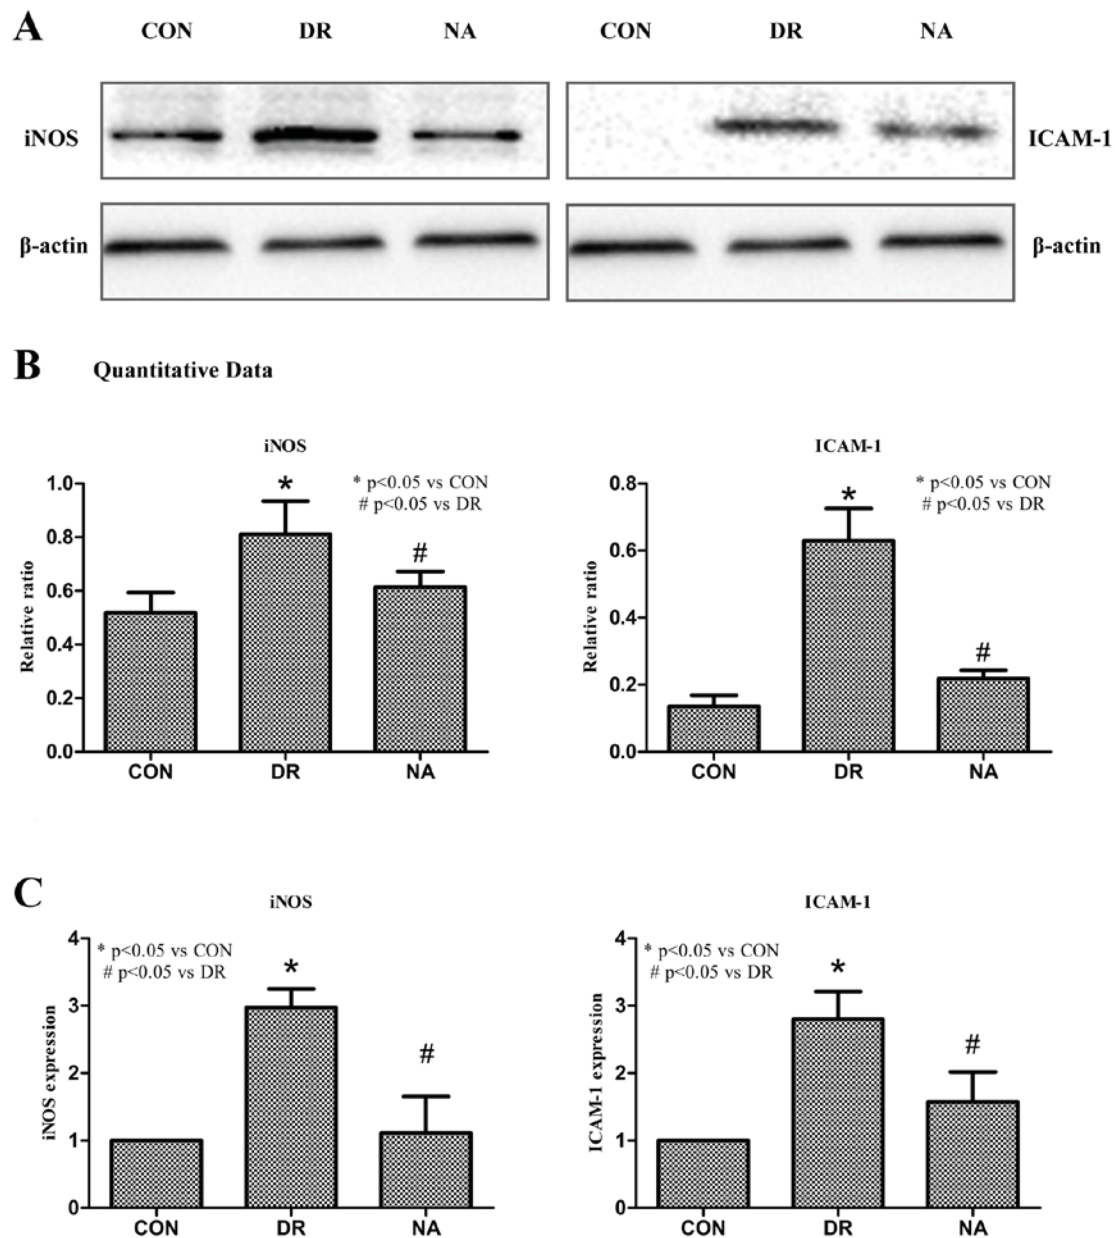 A
CON DR NA CON DR NA
iNOS
ICAM-1
β-actin
β-actin
B Quantitative Data
iNOS
* p<0.05 vs CON
# p<0.05 vs DR
Relative ratio
1.0
0.8
0.6
0.4
0.2
0.0
*
#
CON DR NA
ICAM-1
* p<0.05 vs CON
# p<0.05 vs DR
Relative ratio
0.8
0.6
0.4
0.2
0.0
*
#
CON DR NA
C
iNOS
* p<0.05 vs CON
# p<0.05 vs DR
iNOS expression
4
3
2
1
0
*
#
CON DR NA
ICAM-1
* p<0.05 vs CON
# p<0.05 vs DR
ICAM-1 expression
4
3
2
1
0
*
#
CON DR NA